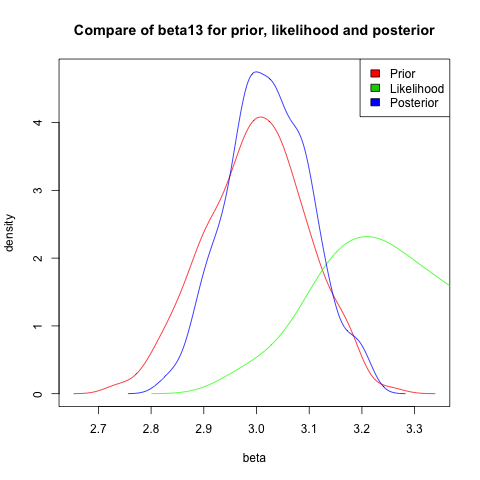 Compare of beta13 for prior, likelihood and posterior
Prior
Likelihood
Posterior
density
0
1
2
3
4
2.7
2.8
2.9
3.0
3.1
3.2
3.3
beta